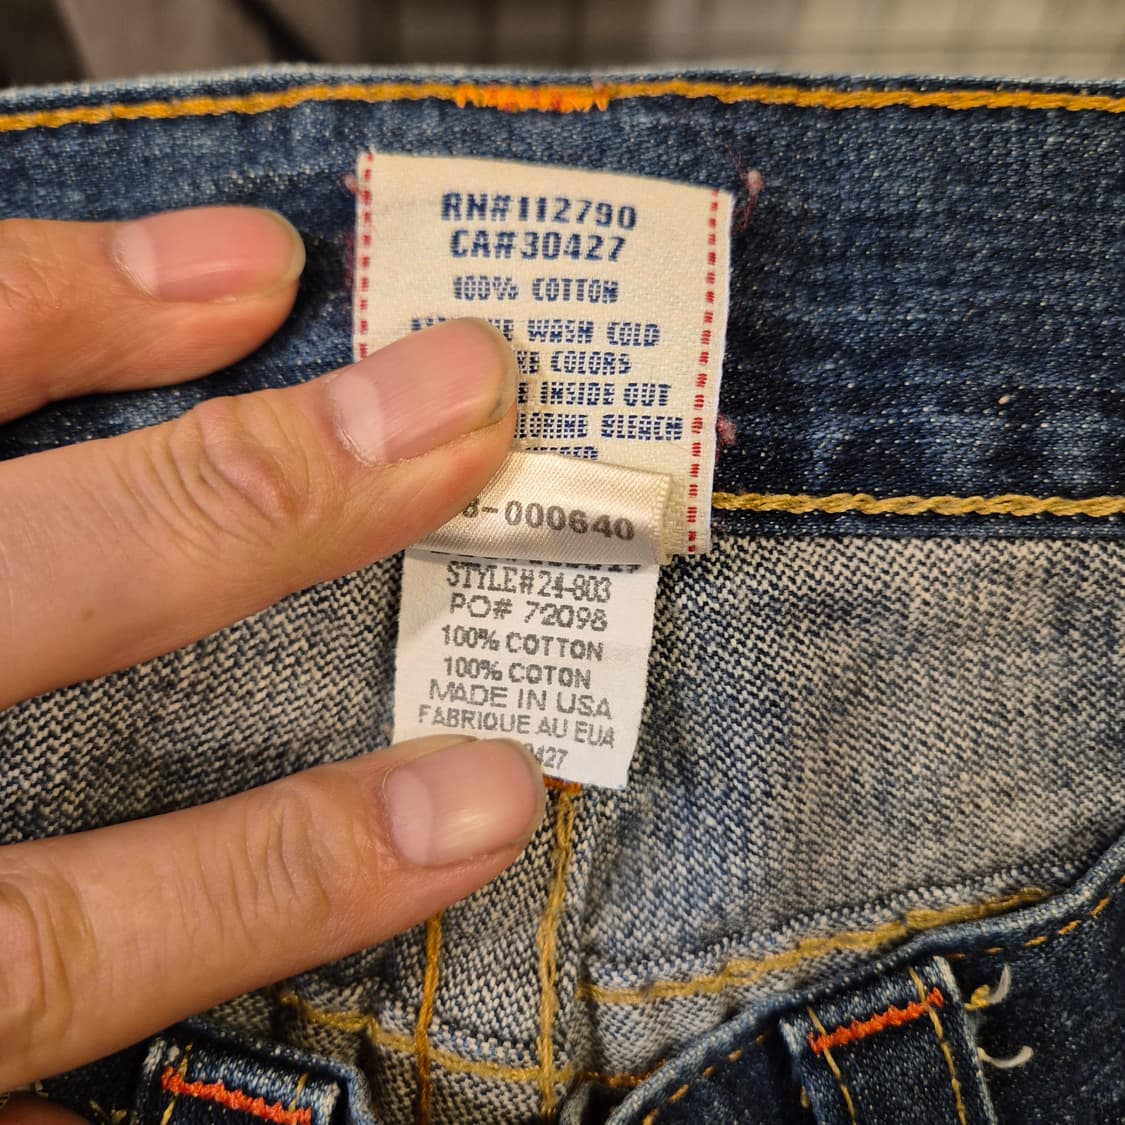 RN#112790
CA#30427
100% COTTON
WASH COLD
COLORS
INSIDE OUT
BLEACH
-000640
STYLE#24-803
PO# 72098
100% COTTON
100% COTON
MADE IN USA
FABRIQUE AU EUA